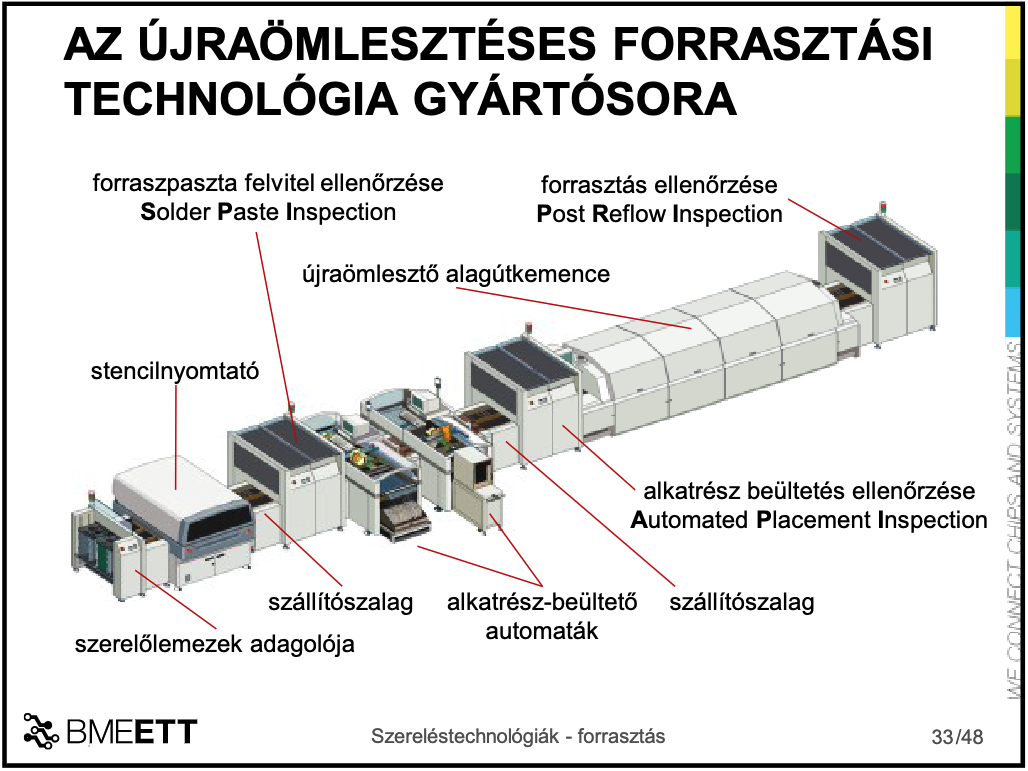 AZ ÚJRAÖMLESZTÉSES FORRASZTÁSI
TECHNOLÓGIA GYÁRTÓSORA
forraszpaszta felvitel ellenőrzése
Solder Paste Inspection
forrasztás ellenőrzése
Post Reflow Inspection
újraömlesztő alagútkemence
stencilnyomtató
alkatrész beültetés ellenőrzése
Automated Placement Inspection
szállítószalag
alkatrész-beültető
automaták
szállítószalag
szerelőlemezek adagolója
WE CONNECT CHIPS AND SYSTEMS
BMEETT
Szereléstechnológiák - forrasztás
33/48